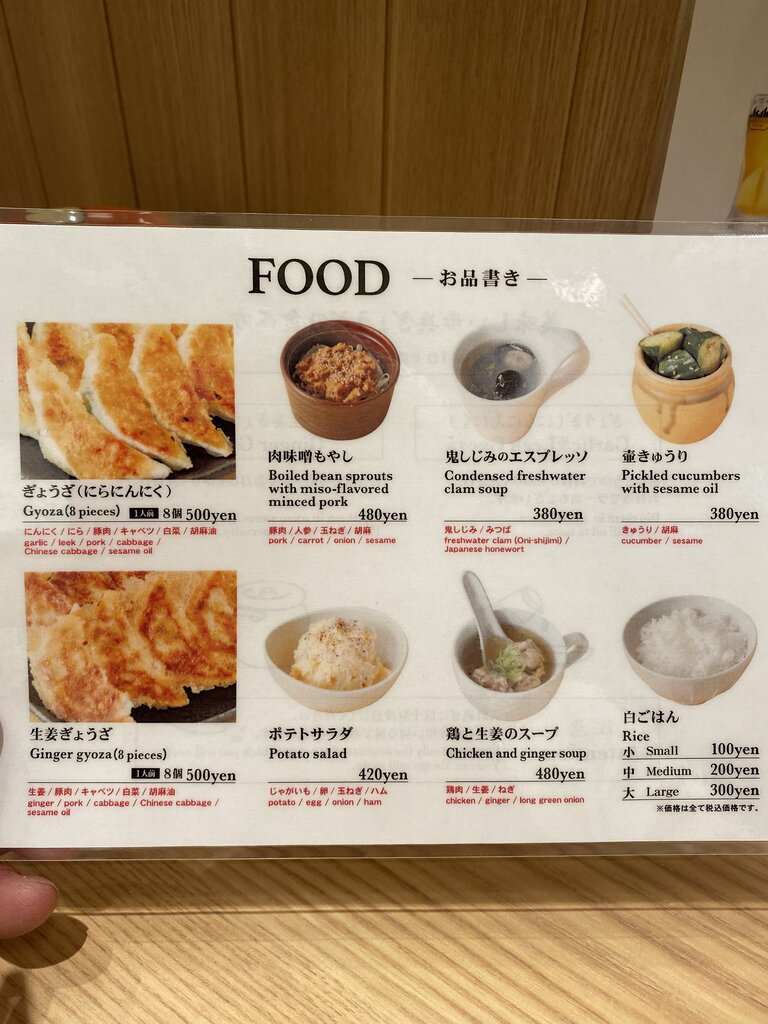 FOOD —お品書き—
ぎょうざ(にらにんにく)
Gyoza(8 pieces) 1人前 8個 500yen
にんにく / にら / 豚肉 / キャベツ / 白菜 / 胡麻油
garlic / leek / pork / cabbage /
Chinese cabbage / sesame oil
肉味噌もやし
Boiled bean sprouts
with miso-flavored
minced pork
480yen
豚肉 / 人参 / 玉ねぎ / 胡麻
pork / carrot / onion / sesame
鬼しじみのエスプレッソ
Condensed freshwater
clam soup
380yen
鬼しじみ / みつば
freshwater clam (Oni-shijimi) /
Japanese honewort
壷きゅうり
Pickled cucumbers
with sesame oil
380yen
きゅうり / 胡麻
cucumber / sesame
生姜ぎょうざ
Ginger gyoza(8 pieces)
1人前 8個 500yen
生姜 / 豚肉 / キャベツ / 白菜 / 胡麻油
ginger / pork / cabbage / Chinese cabbage /
sesame oil
ポテトサラダ
Potato salad
420yen
じゃがいも / 卵 / 玉ねぎ / ハム
potato / egg / onion / ham
鶏と生姜のスープ
Chicken and ginger soup
480yen
鶏肉 / 生姜 / ねぎ
chicken / ginger / long green onion
白ごはん
Rice
小 Small 100yen
中 Medium 200yen
大 Large 300yen
※価格は全て税込価格です。